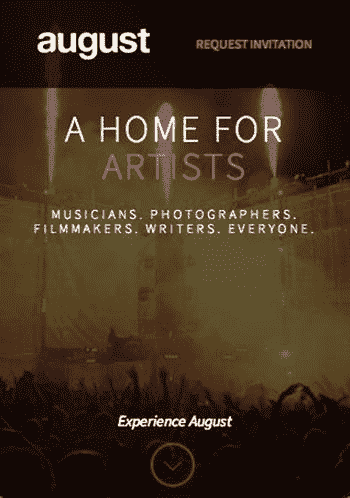 august
REQUEST INVITATION
A HOME FOR
ARTISTS
MUSICIANS. PHOTOGRAPHERS.
FILMMAKERS. WRITERS. EVERYONE.
Experience August